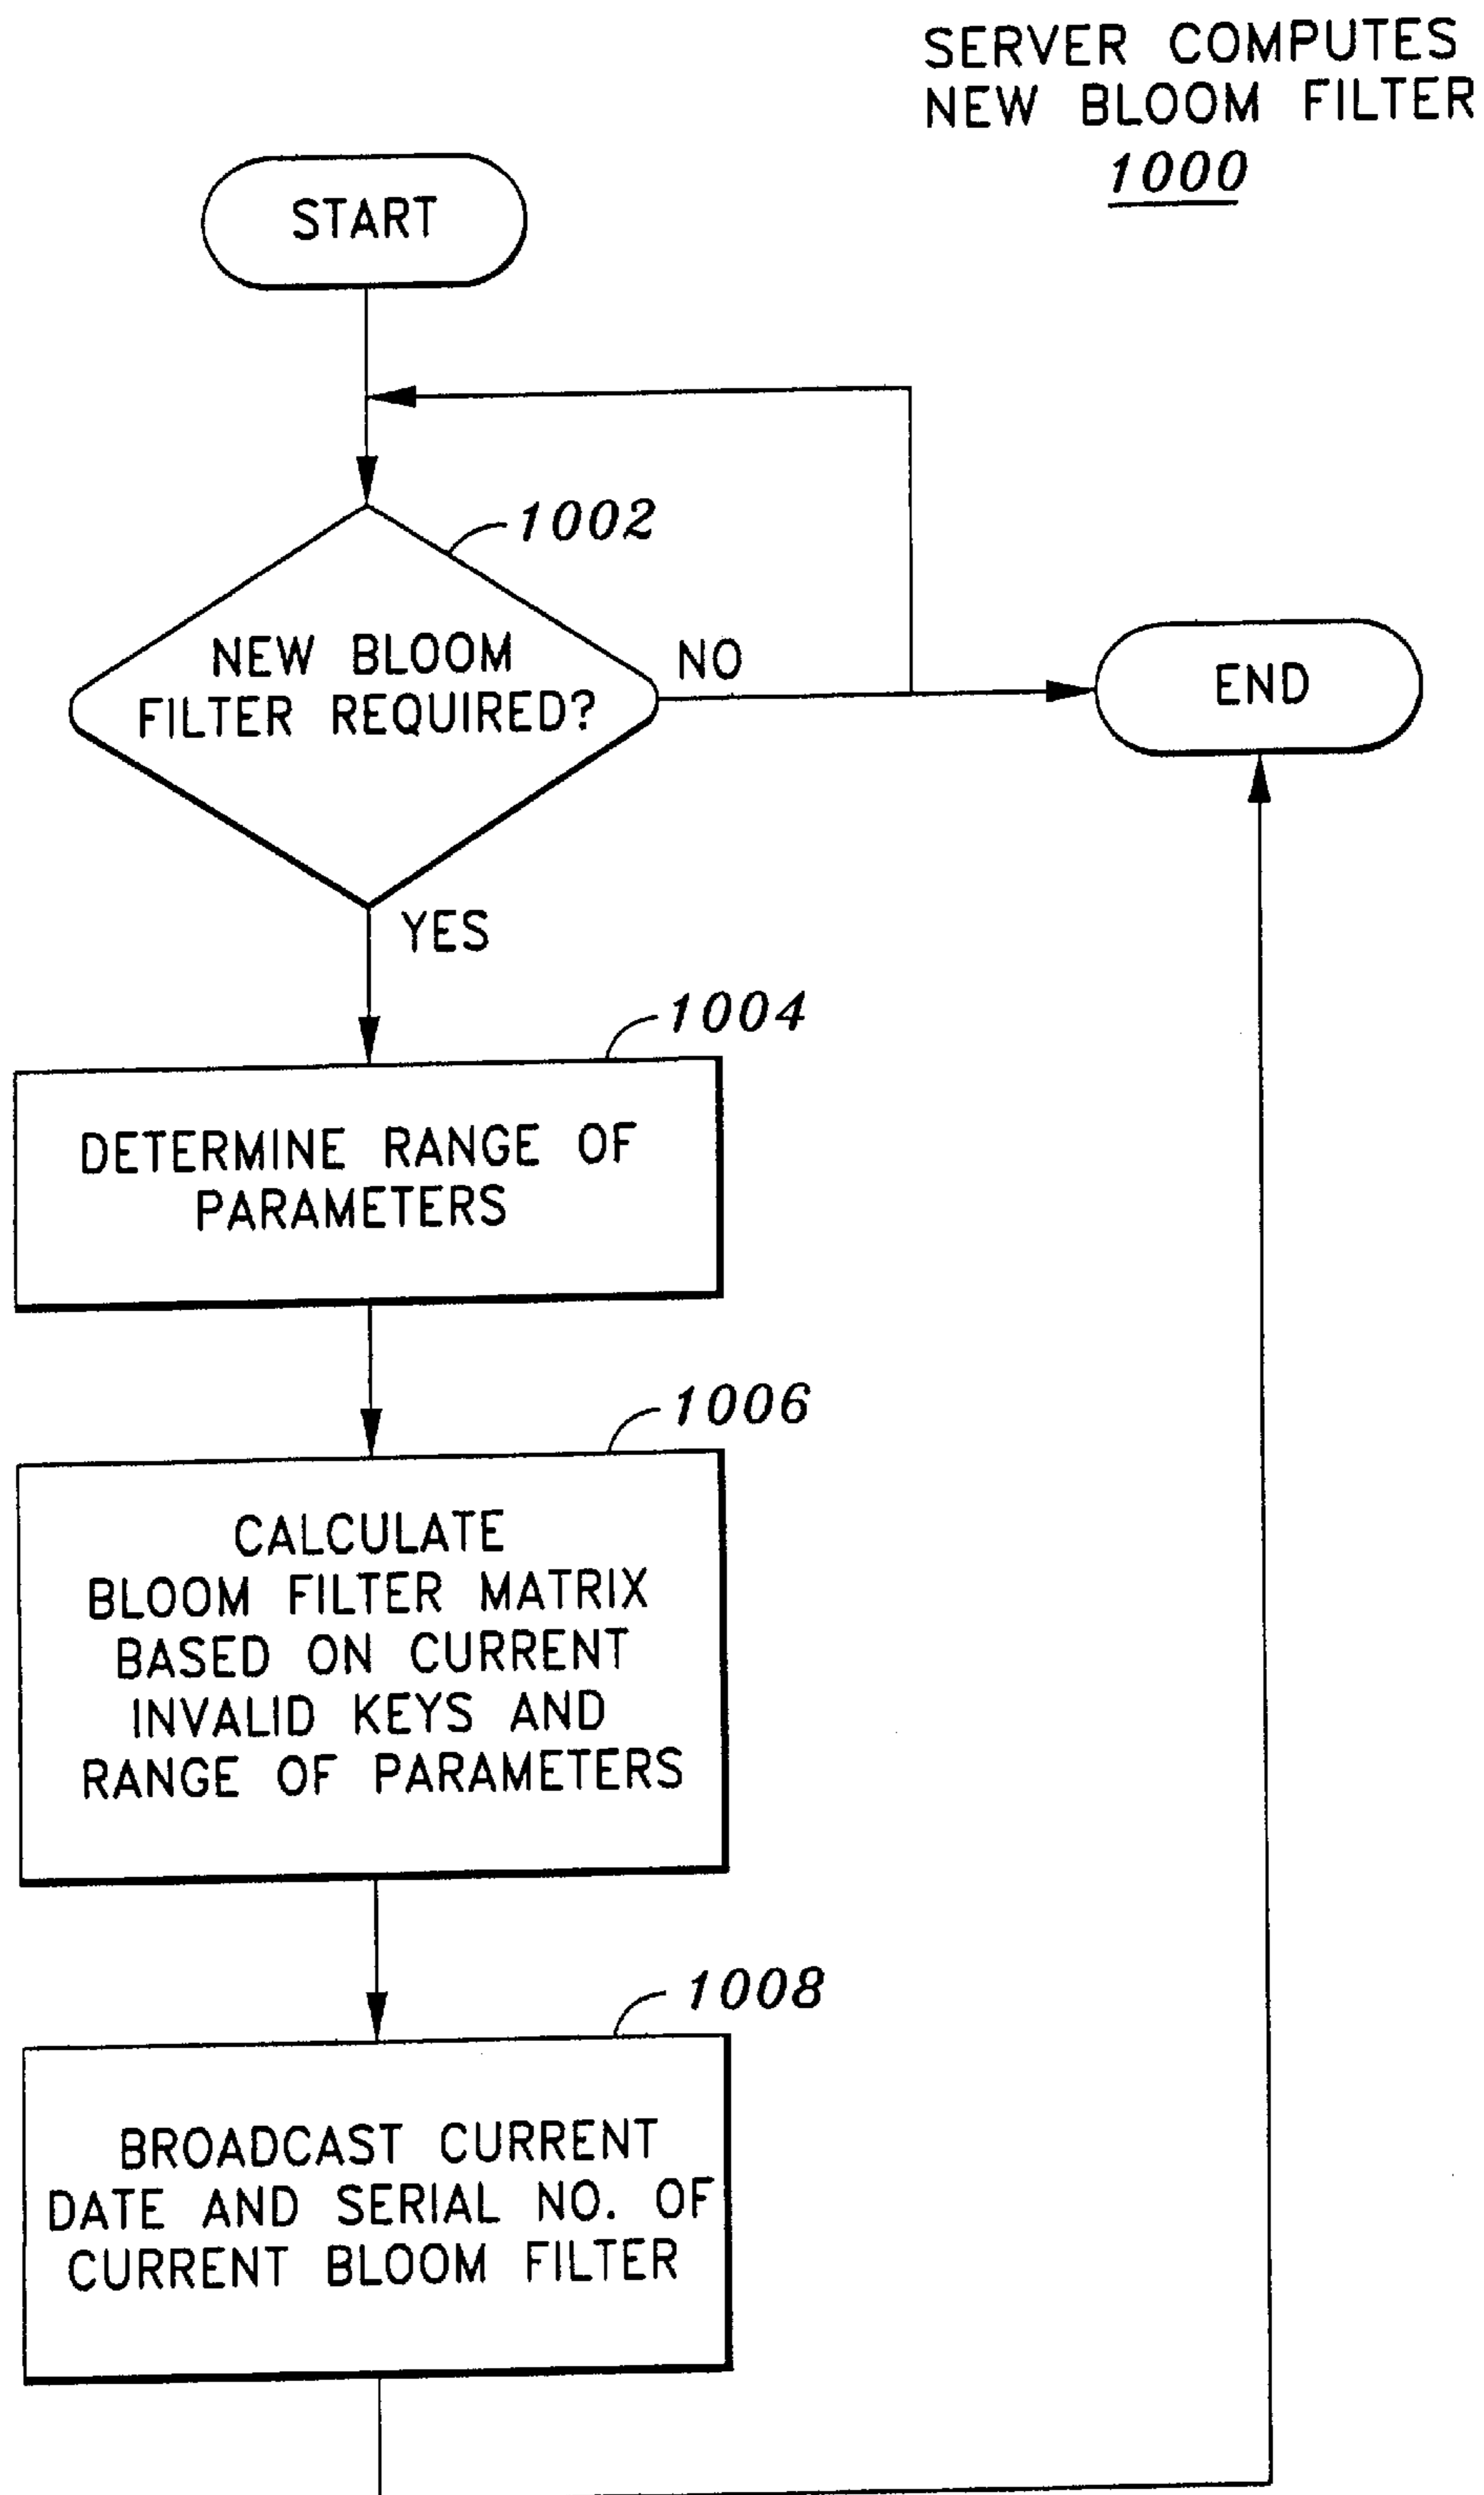 SERVER COMPUTES
NEW BLOOM FILTER
1000
START
1002
NEW BLOOM
FILTER REQUIRED?
NO
END
YES
1004
DETERMINE RANGE OF
PARAMETERS
1006
CALCULATE
BLOOM FILTER MATRIX
BASED ON CURRENT
INVALID KEYS AND
RANGE OF PARAMETERS
1008
BROADCAST CURRENT
DATE AND SERIAL NO. OF
CURRENT BLOOM FILTER